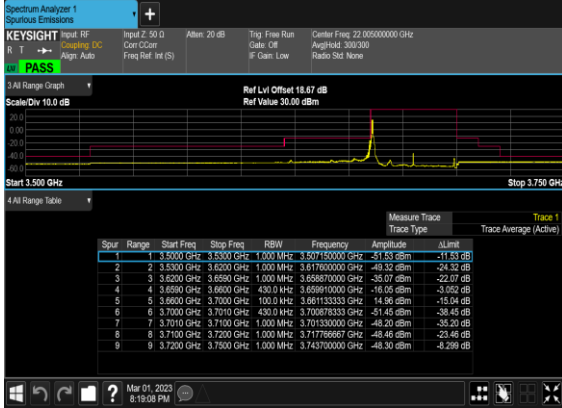 Spectrum Analyzer 1
Spurious Emissions
+
KEYSIGHT Input: RF Input Z: 50 Ω Atten: 20 dB Trig: Free Run Center Freq: 22.005000000 GHz
R T Coupling: DC Corr CCorr Gate: Off Avg|Hold: 300/300
Align: Auto Freq Ref: Int (S) IF Gain: Low Radio Std: None
PASS
3 All Range Graph
Ref Lvl Offset 18.67 dB
Scale/Div 10.0 dB Ref Value 30.00 dBm
20.0
0.00
-20.0
-40.0
-60.0
Start 3.500 GHz Stop 3.750 GHz
4 All Range Table
Measure Trace Trace 1
Trace Type Trace Average (Active)
Spur Range Start Freq Stop Freq RBW Frequency Amplitude ΔLimit
1 1 3.5000 GHz 3.5300 GHz 1.000 MHz 3.507150000 GHz -51.53 dBm -11.53 dB
2 2 3.5300 GHz 3.6200 GHz 1.000 MHz 3.617600000 GHz -49.32 dBm -24.32 dB
3 3 3.6200 GHz 3.6590 GHz 1.000 MHz 3.658870000 GHz -35.07 dBm -22.07 dB
4 4 3.6590 GHz 3.6600 GHz 430.0 kHz 3.659910000 GHz -16.05 dBm -3.052 dB
5 5 3.6600 GHz 3.7000 GHz 100.0 kHz 3.661133333 GHz 14.96 dBm -15.04 dB
6 6 3.7000 GHz 3.7010 GHz 430.0 kHz 3.700878333 GHz -51.45 dBm -38.45 dB
7 7 3.7010 GHz 3.7100 GHz 1.000 MHz 3.701330000 GHz -48.20 dBm -35.20 dB
8 8 3.7100 GHz 3.7200 GHz 1.000 MHz 3.717766667 GHz -48.46 dBm -23.46 dB
9 9 3.7200 GHz 3.7500 GHz 1.000 MHz 3.743700000 GHz -48.30 dBm -8.299 dB
? Mar 01, 2023
8:19:08 PM